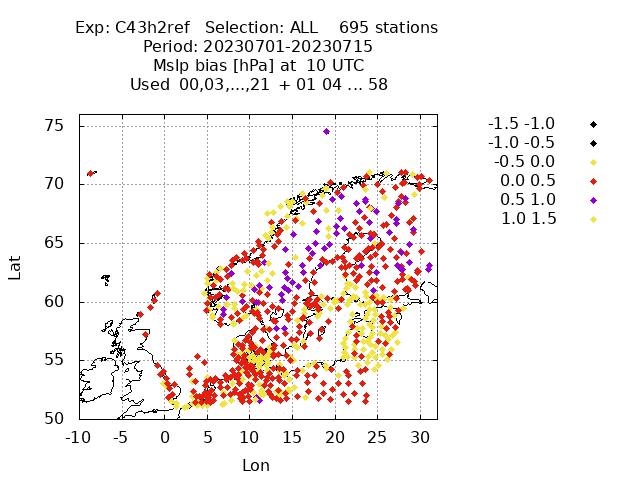 Exp: C43h2ref   Selection: ALL    695 stations
Period: 20230701-20230715
Mslp bias [hPa] at  10 UTC
Used  00,03,...,21  + 01 04 ... 58
-1.5 -1.0
-1.0 -0.5
-0.5 0.0
0.0 0.5
0.5 1.0
1.0 1.5
75
70
65
60
55
50
Lat
-10 -5 0 5 10 15 20 25 30
Lon